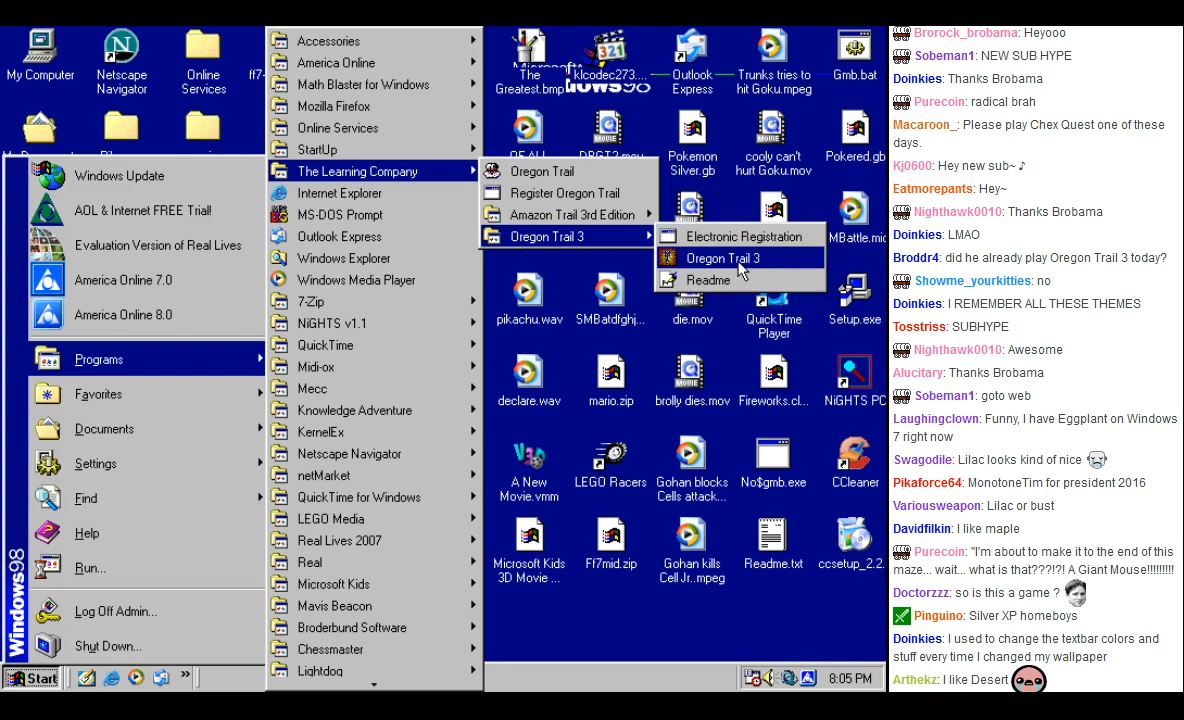 My Computer
Netscape
Navigator
Online
Services
ff7-
Windows Update
AOL & Internet FREE Trial!
Evaluation Version of Real Lives
America Online 7.0
America Online 8.0
Programs
Favorites
Documents
Settings
Find
Help
Run...
Log Off Admin...
Shut Down...
Windows98
Start
Accessories
America Online
Math Blaster for Windows
Mozilla Firefox
Online Services
StartUp
The Learning Company
Internet Explorer
MS-DOS Prompt
Outlook Express
Windows Explorer
Windows Media Player
7-Zip
NiGHTS v1.1
QuickTime
Midi-ox
Mecc
Knowledge Adventure
KernelEx
Netscape Navigator
netMarket
QuickTime for Windows
LEGO Media
Real Lives 2007
Real
Microsoft Kids
Mavis Beacon
Broderbund Software
Chessmaster
Lightdog
Oregon Trail
Register Oregon Trail
Amazon Trail 3rd Edition
Oregon Trail 3
Electronic Registration
Oregon Trail 3
Readme
The
Greatest.bmp
321
klcodec273....
Outlook
Express
Trunks tries to
hit Goku.mpeg
Gmb.bat
MOVIE
Pokemon
Silver.gb
MOVIE
cooly can't
hurt Goku.mov
Pokered.gb
MOVIE
MBattle.mid
pikachu.wav
SMBatdfghj...
die.mov
QuickTime
Player
Setup.exe
declare.wav
mario.zip
MOVIE
brolly dies.mov
Fireworks.cl...
NiGHTS PC
A New
Movie.vmm
LEGO Racers
Gohan blocks
Cells attack...
No$gmb.exe
CCleaner
Microsoft Kids
3D Movie ...
Ff7mid.zip
Gohan kills
Cell Jr..mpeg
Readme.txt
ccsetup_2.2.
8:05 PM
Brorock_brobama: Heyooo
Sobeman1: NEW SUB HYPE
Doinkies: Thanks Brobama
Purecoin: radical brah
Macaroon_: Please play Chex Quest one of these
days.
Kj0600: Hey new sub~ ♪
Eatmorepants: Hey~
Nighthawk0010: Thanks Brobama
Doinkies: LMAO
Broddr4: did he already play Oregon Trail 3 today?
Showme_yourkitties: no
Doinkies: I REMEMBER ALL THESE THEMES
Tosstriss: SUBHYPE
Nighthawk0010: Awesome
Alucitary: Thanks Brobama
Sobeman1: goto web
Laughingclown: Funny, I have Eggplant on Windows
7 right now
Swagodile: Lilac looks kind of nice
Pikaforce64: MonotoneTim for president 2016
Variousweapon: Lilac or bust
Davidfilkin: I like maple
Purecoin: "I'm about to make it to the end of this
maze... wait... what is that???!?! A Giant Mouse!!!!!!!!!
Doctorzzz: so is this a game ?
Pinguino: Silver XP homeboys
Doinkies: I used to change the textbar colors and
stuff every time I changed my wallpaper
Arthekz: I like Desert